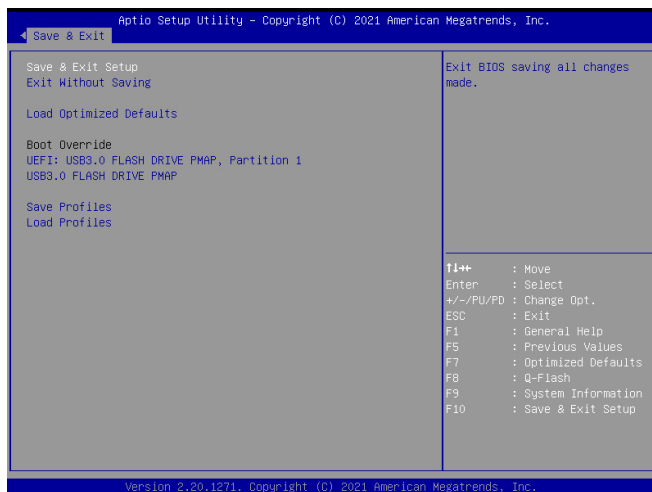 Aptio Setup Utility – Copyright (C) 2021 American Megatrends, Inc.
Save & Exit
Save & Exit Setup
Exit Without Saving
Load Optimized Defaults
Boot Override
UEFI: USB3.0 FLASH DRIVE PMAP, Partition 1
USB3.0 FLASH DRIVE PMAP
Save Profiles
Load Profiles
Exit BIOS saving all changes
made.
↑↓→← : Move
Enter : Select
+/-/PU/PD : Change Opt.
ESC : Exit
F1 : General Help
F5 : Previous Values
F7 : Optimized Defaults
F8 : Q-Flash
F9 : System Information
F10 : Save & Exit Setup
Version 2.20.1271. Copyright (C) 2021 American Megatrends, Inc.